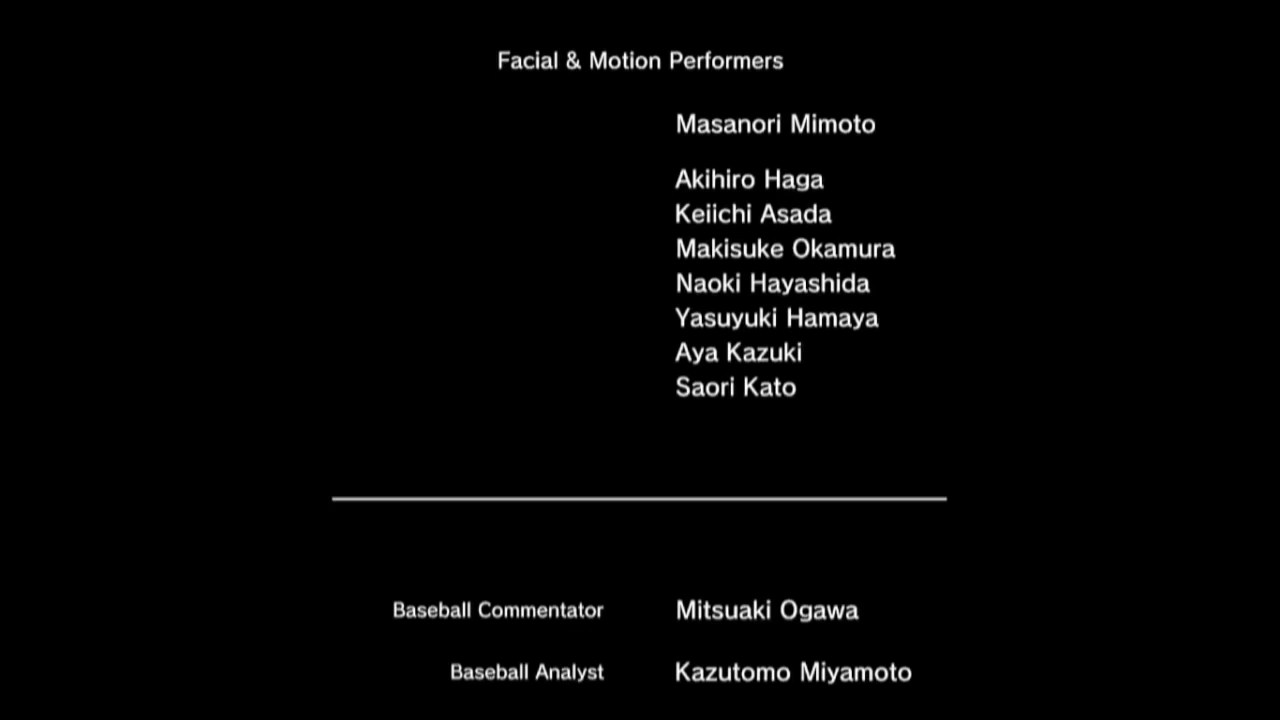 Facial & Motion Performers
Masanori Mimoto
Akihiro Haga
Keiichi Asada
Makisuke Okamura
Naoki Hayashida
Yasuyuki Hamaya
Aya Kazuki
Saori Kato
Baseball Commentator Mitsuaki Ogawa
Baseball Analyst Kazutomo Miyamoto